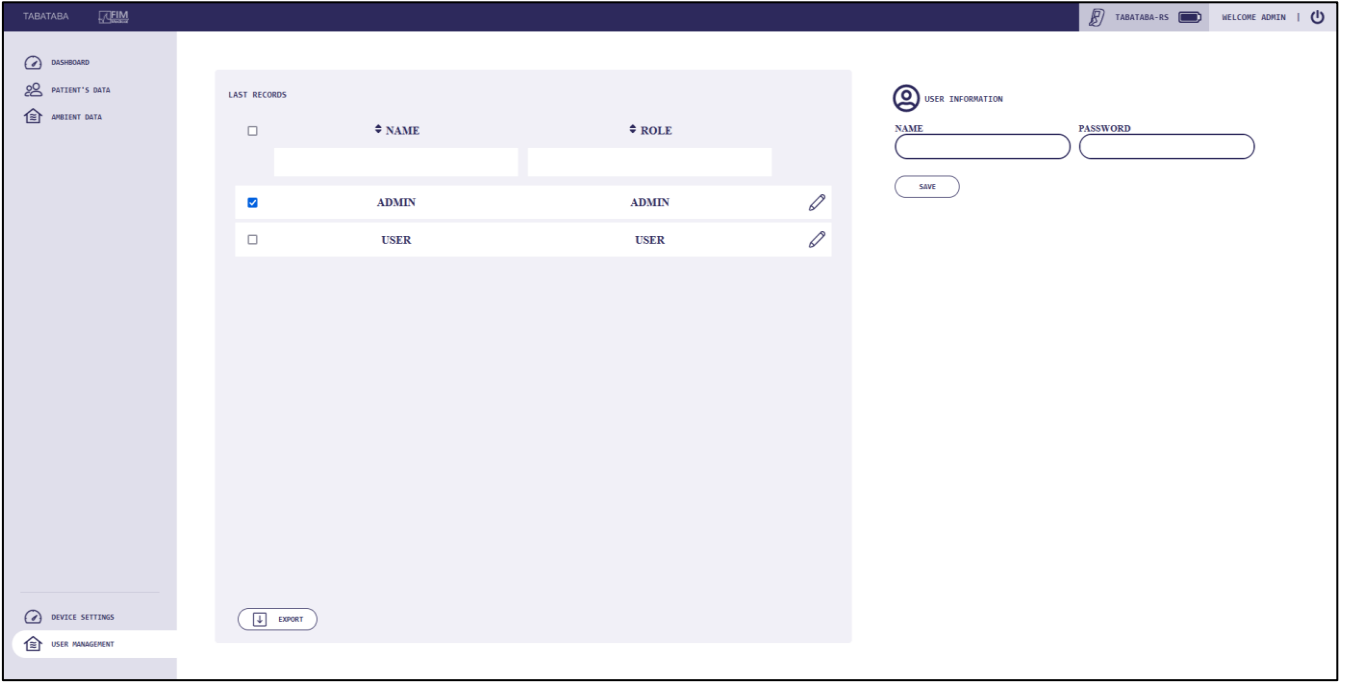 TABATABA FIM
TABATABA-RS WELCOME ADMIN |
DASHBOARD
PATIENT'S DATA
AMBIENT DATA
LAST RECORDS
NAME ROLE
ADMIN ADMIN
USER USER
EXPORT
USER INFORMATION
NAME PASSWORD
SAVE
DEVICE SETTINGS
USER MANAGEMENT